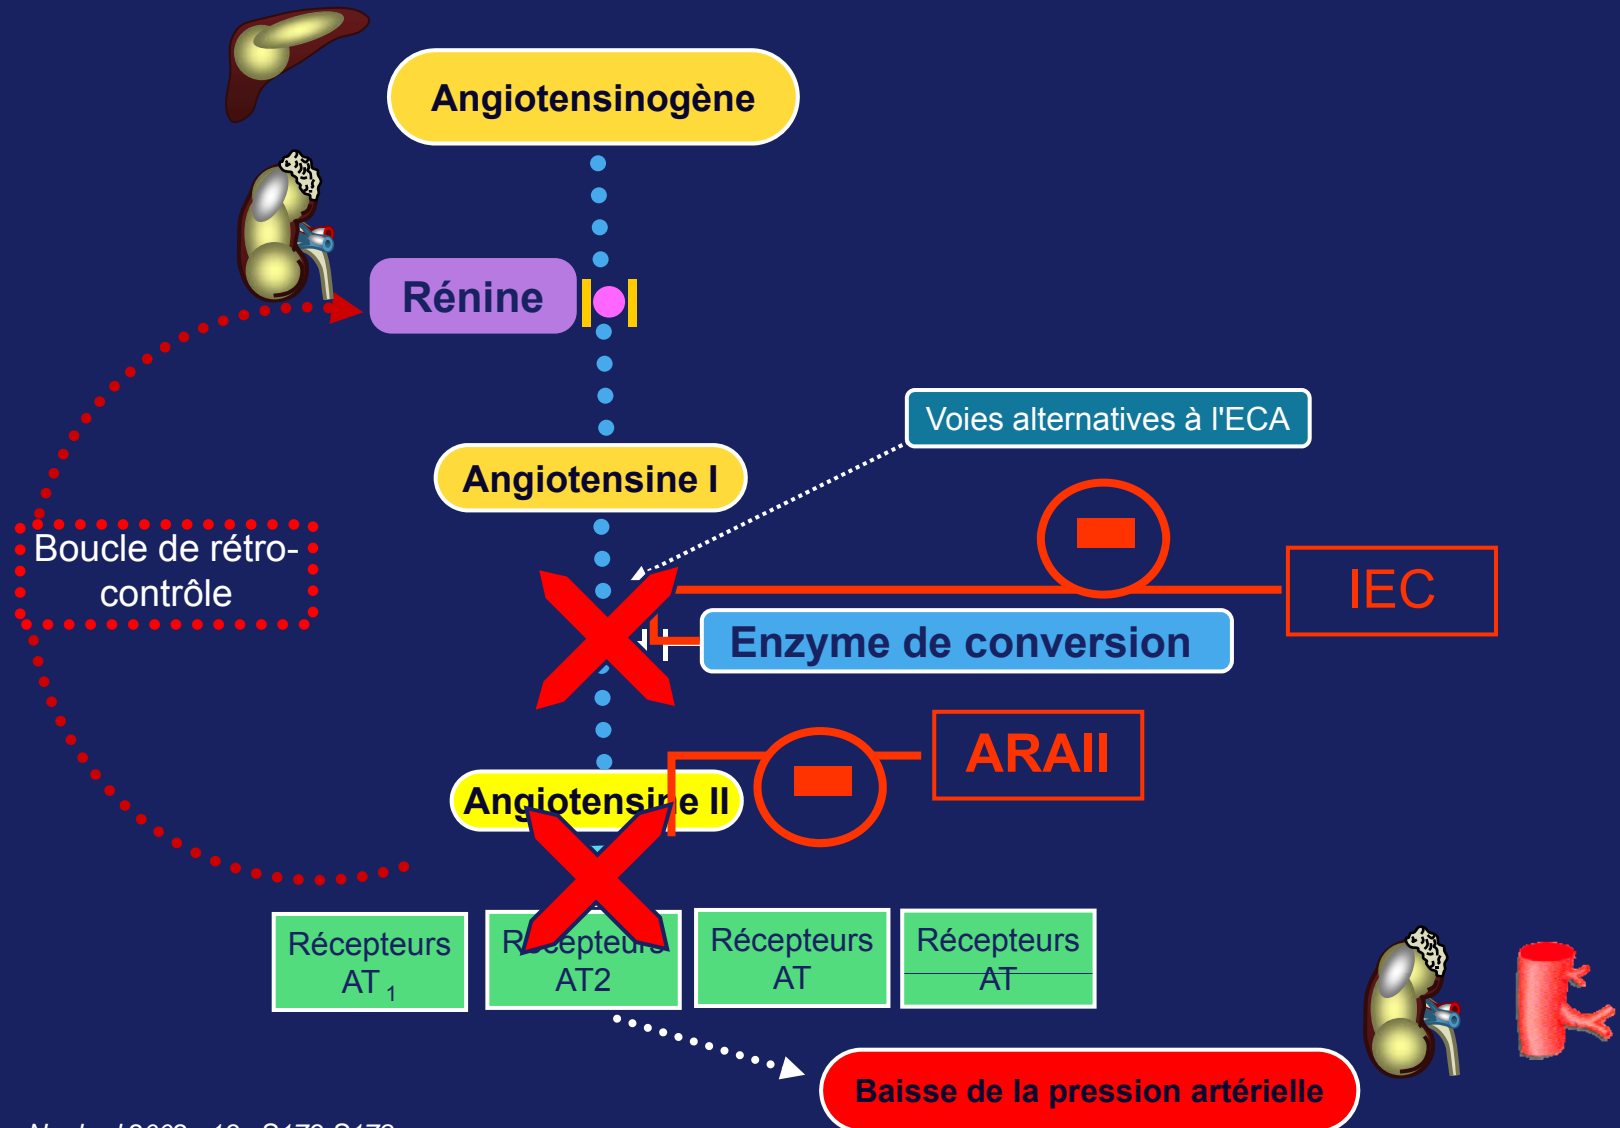 Angiotensinogène
Rénine
Voies alternatives à l'ECA
Angiotensine I
Boucle de rétro-
contrôle
IEC
Enzyme de conversion
ARAII
Angiotensine II
Récepteurs
AT 1
Récepteurs
AT2
Récepteurs
AT
Récepteurs
AT
Baisse de la pression artérielle